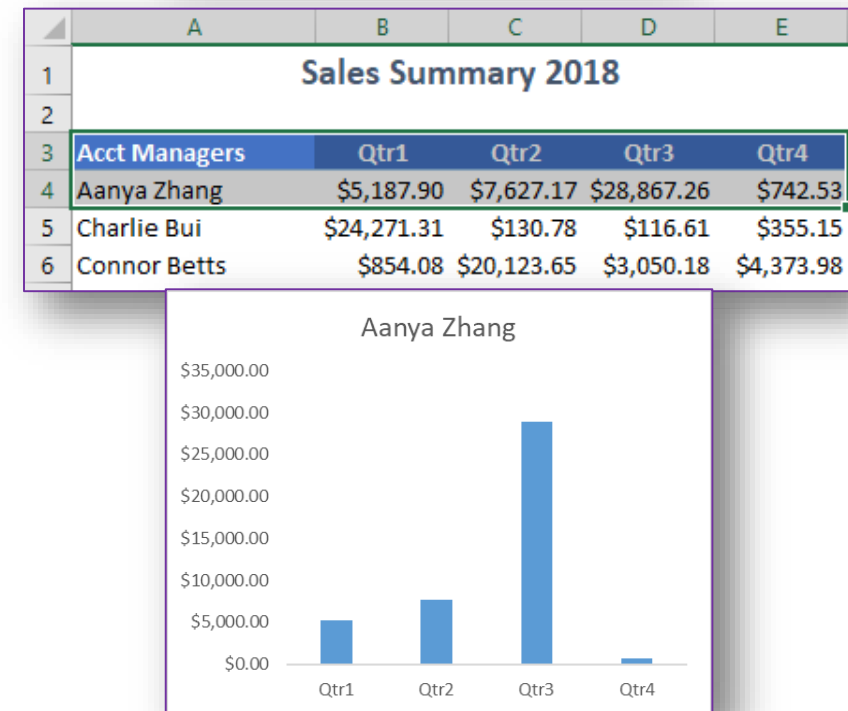 A B C D E
1 Sales Summary 2018
2
3 Acct Managers Qtr1 Qtr2 Qtr3 Qtr4
4 Aanya Zhang $5,187.90 $7,627.17 $28,867.26 $742.53
5 Charlie Bui $24,271.31 $130.78 $116.61 $355.15
6 Connor Betts $854.08 $20,123.65 $3,050.18 $4,373.98
Aanya Zhang
$35,000.00
$30,000.00
$25,000.00
$20,000.00
$15,000.00
$10,000.00
$5,000.00
$0.00
Qtr1 Qtr2 Qtr3 Qtr4